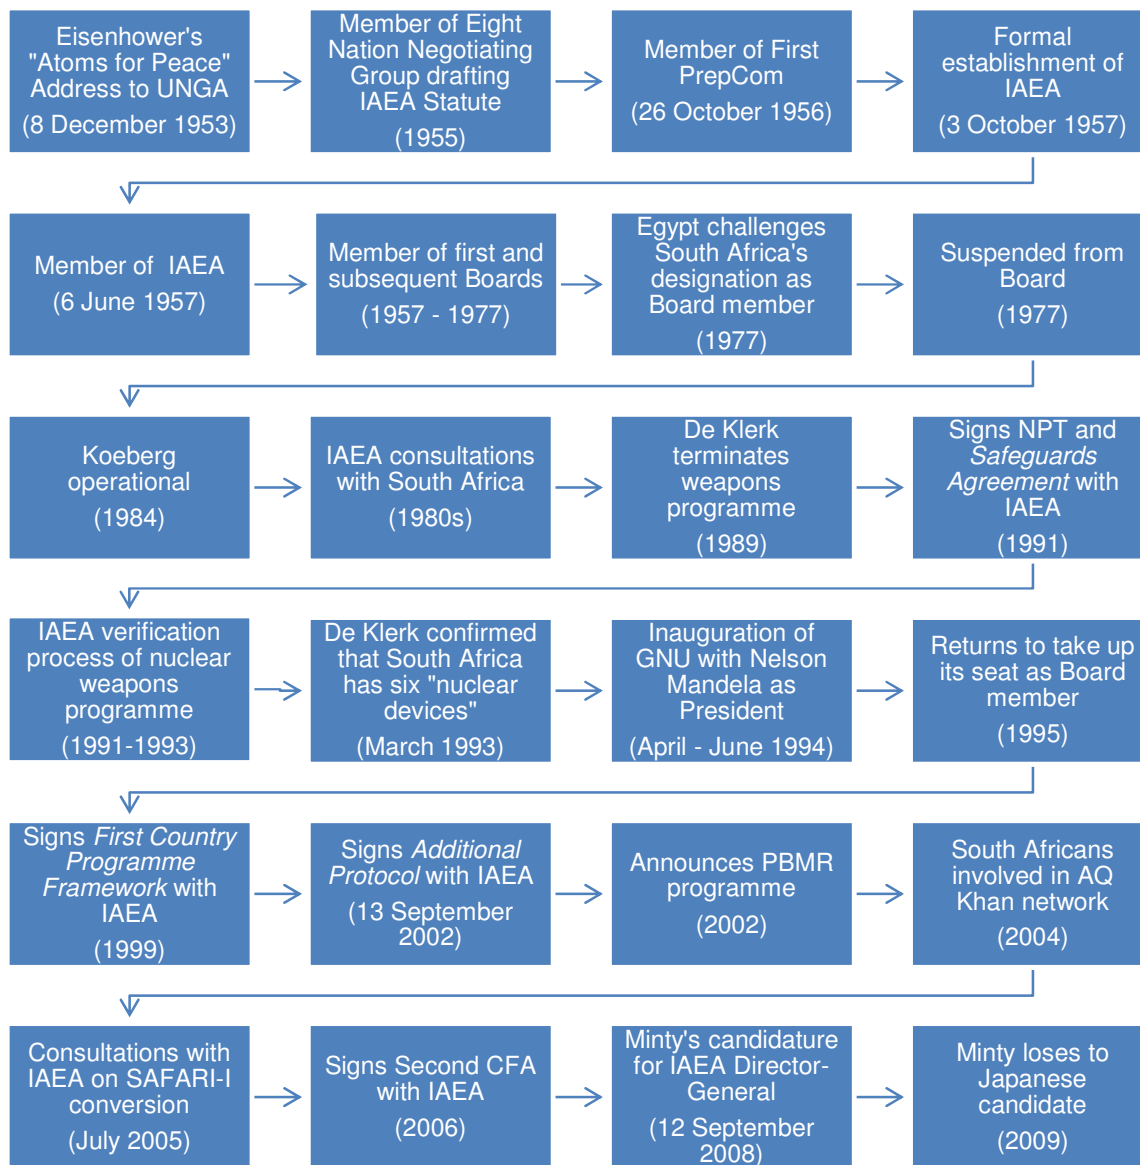 Eisenhower's
"Atoms for Peace"
Address to UNGA
(8 December 1953)
Member of Eight
Nation Negotiating
Group drafting
IAEA Statute
(1955)
Member of First
PrepCom
(26 October 1956)
Formal
establishment of
IAEA
(3 October 1957)
Member of IAEA
(6 June 1957)
Member of first and
subsequent Boards
(1957 - 1977)
Egypt challenges
South Africa's
designation as
Board member
(1977)
Suspended from
Board
(1977)
Koeberg
operational
(1984)
IAEA consultations
with South Africa
(1980s)
De Klerk
terminates
weapons
programme
(1989)
Signs NPT and
Safeguards
Agreement with
IAEA
(1991)
IAEA verification
process of nuclear
weapons
programme
(1991-1993)
De Klerk confirmed
that South Africa
has six "nuclear
devices"
(March 1993)
Inauguration of
GNU with Nelson
Mandela as
President
(April - June 1994)
Returns to take up
its seat as Board
member
(1995)
Signs First Country
Programme
Framework with
IAEA
(1999)
Signs Additional
Protocol with IAEA
(13 September
2002)
Announces PBMR
programme
(2002)
South Africans
involved in AQ
Khan network
(2004)
Consultations with
IAEA on SAFARI-I
conversion
(July 2005)
Signs Second CFA
with IAEA
(2006)
Minty's candidature
for IAEA Director-
General
(12 September
2008)
Minty loses to
Japanese
candidate
(2009)